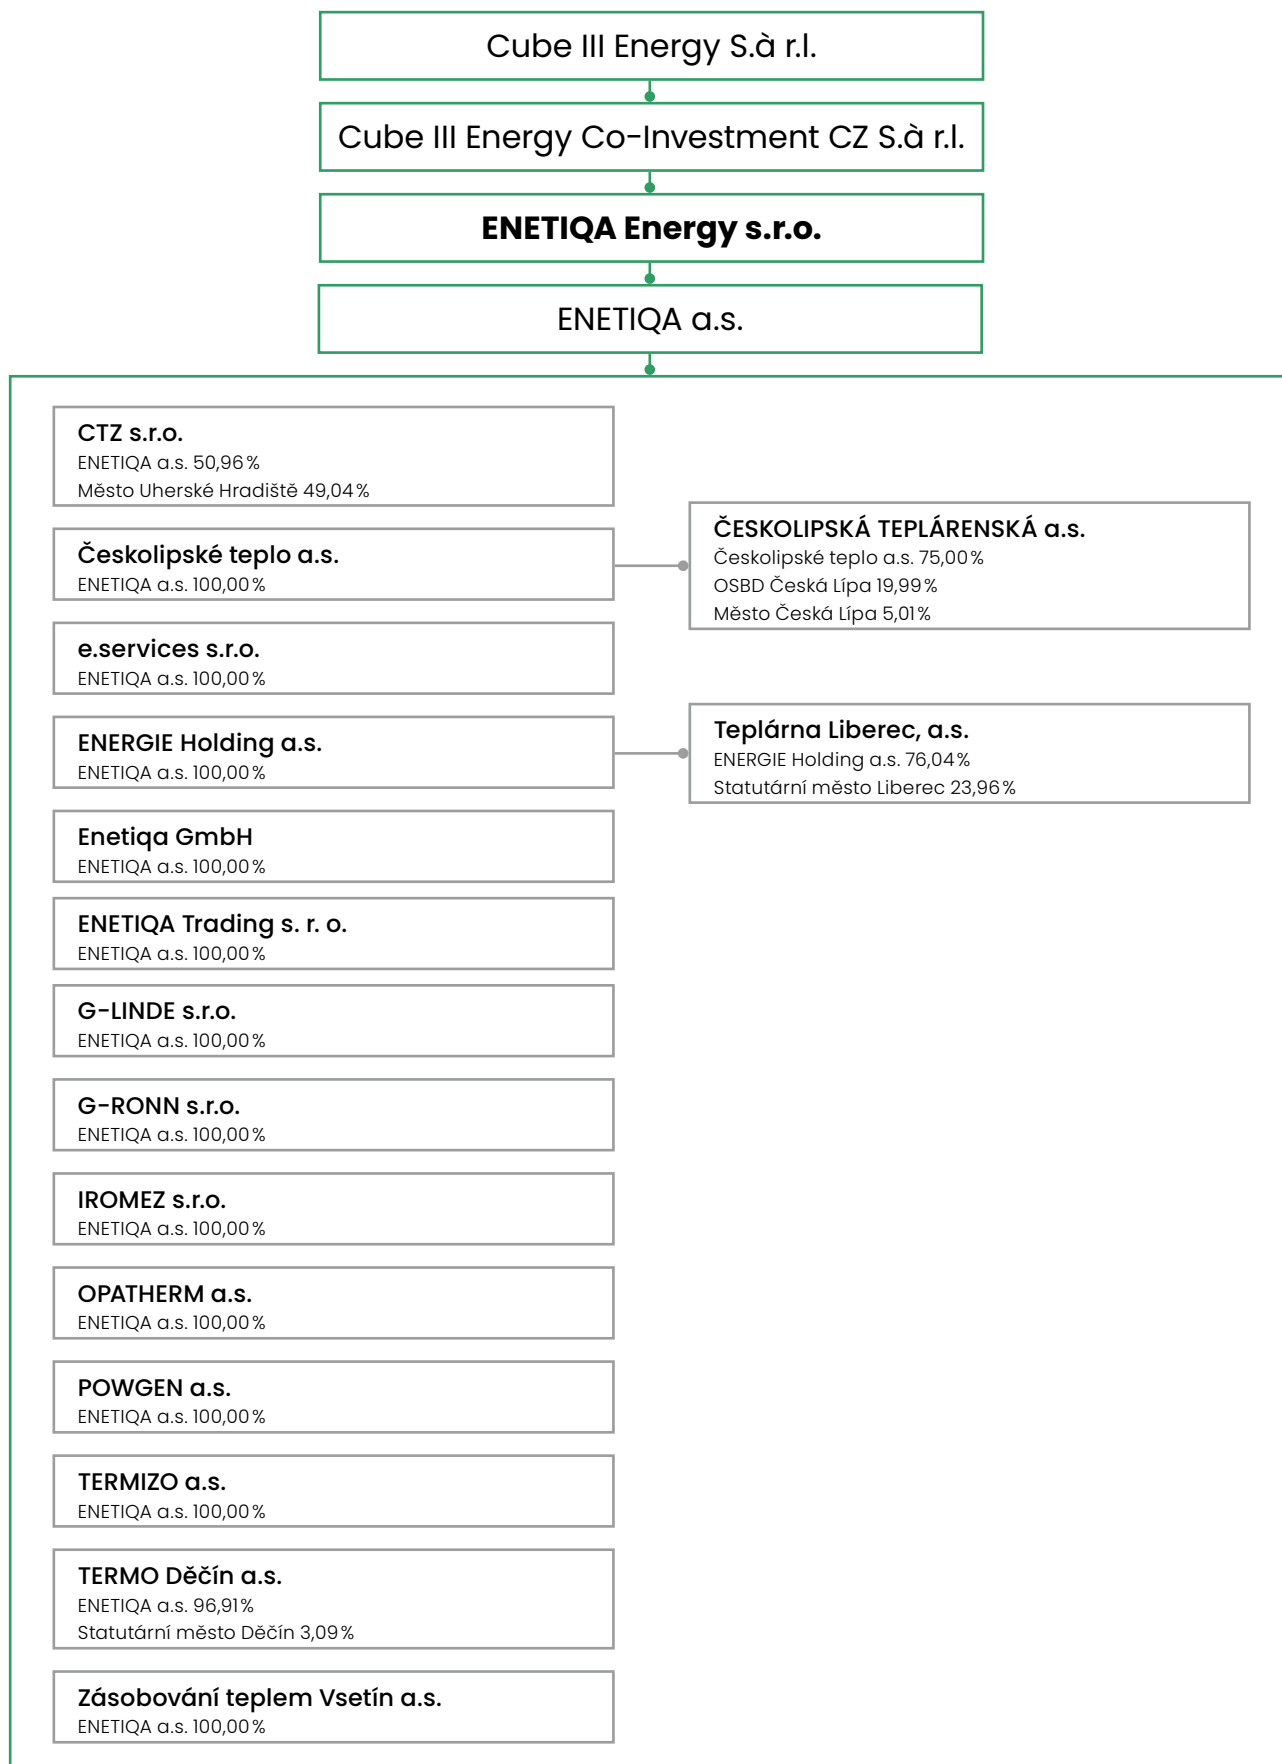 Cube III Energy S.à r.l.
Cube III Energy Co-Investment CZ S.à r.l.
ENETIQA Energy s.r.o.
ENETIQA a.s.
CTZ s.r.o.
ENETIQA a.s. 50,96%
Město Uherské Hradiště 49,04%
Českolipské teplo a.s.
ENETIQA a.s. 100,00%
ČESKOLIPSKÁ TEPLÁRENSKÁ a.s.
Českolipské teplo a.s. 75,00%
OSBD Česká Lípa 19,99%
Město Česká Lípa 5,01%
e.services s.r.o.
ENETIQA a.s. 100,00%
ENERGIE Holding a.s.
ENETIQA a.s. 100,00%
Teplárna Liberec, a.s.
ENERGIE Holding a.s. 76,04%
Statutární město Liberec 23,96%
Enetiqa GmbH
ENETIQA a.s. 100,00%
ENETIQA Trading s. r. o.
ENETIQA a.s. 100,00%
G-LINDE s.r.o.
ENETIQA a.s. 100,00%
G-RONN s.r.o.
ENETIQA a.s. 100,00%
IROMEZ s.r.o.
ENETIQA a.s. 100,00%
OPATHERM a.s.
ENETIQA a.s. 100,00%
POWGEN a.s.
ENETIQA a.s. 100,00%
TERMIZO a.s.
ENETIQA a.s. 100,00%
TERMO Děčín a.s.
ENETIQA a.s. 96,91%
Statutární město Děčín 3,09%
Zásobování teplem Vsetín a.s.
ENETIQA a.s. 100,00%